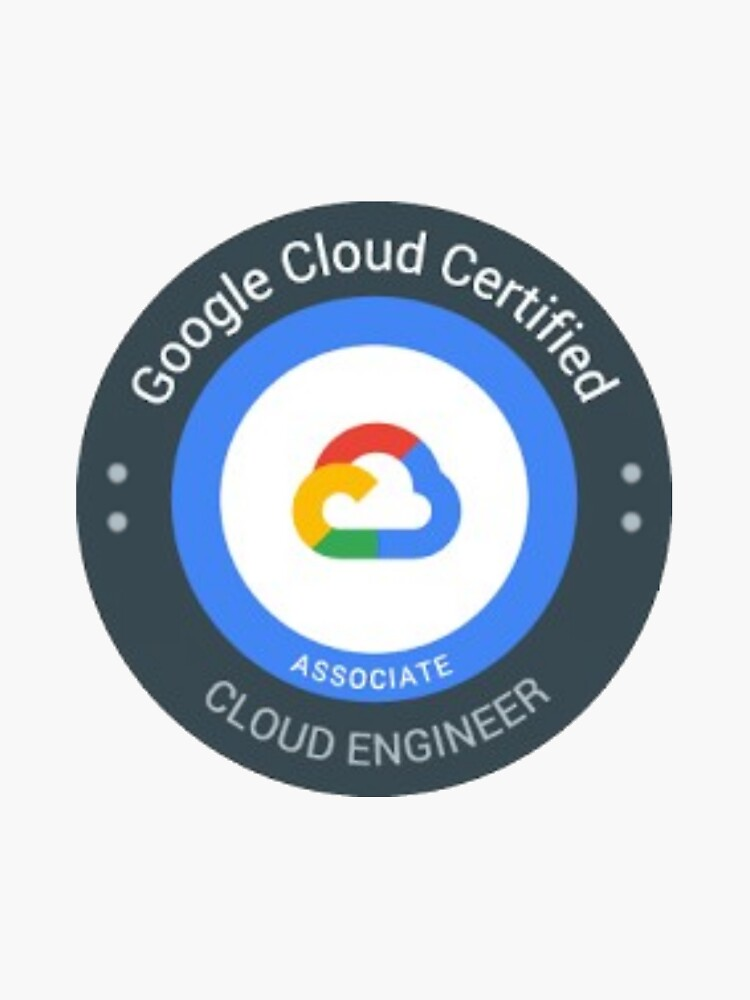 Google Cloud Certified
ASSOCIATE
CLOUD ENGINEER